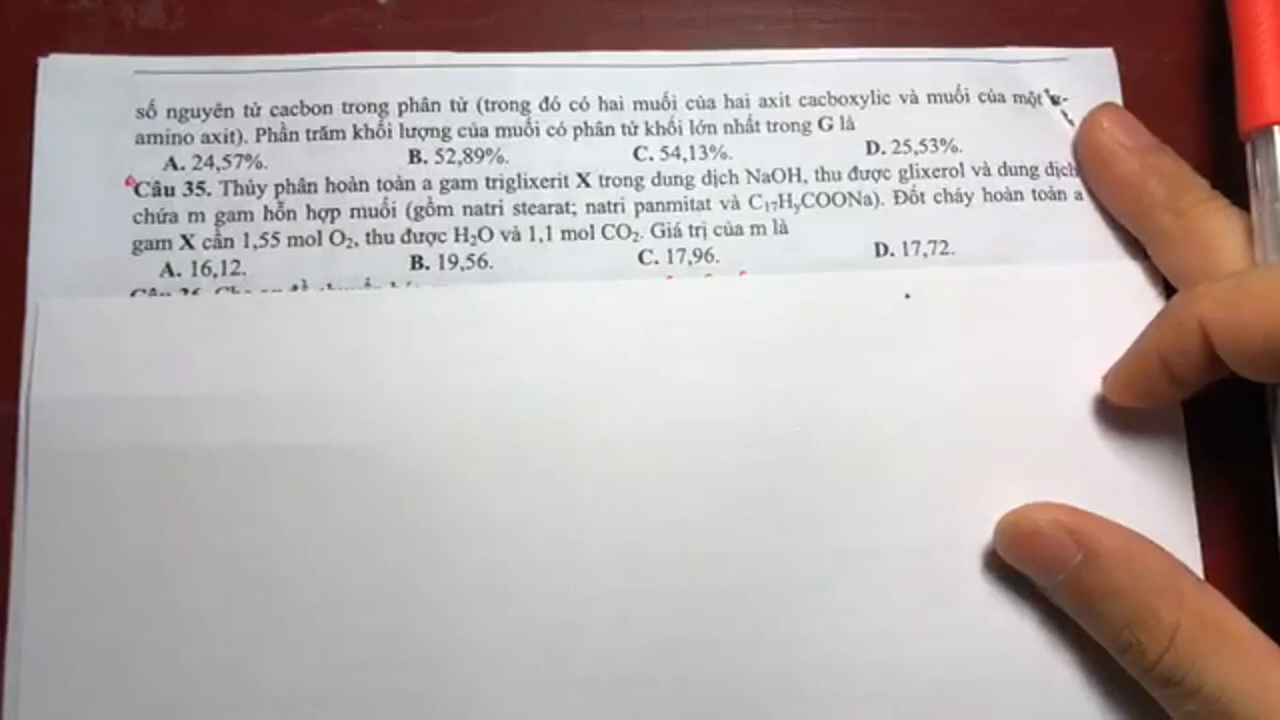 số nguyên tử cacbon trong phân tử (trong đó có hai muối của hai axit cacboxylic và muối của một
amino axit). Phần trăm khối lượng của muối có phân tử khối lớn nhất trong G là
A. 24,57%. B. 52,89%. C. 54,13%. D. 25,53%.
Câu 35. Thủy phân hoàn toàn a gam triglixerit X trong dung dịch NaOH, thu được glixerol và dung dịch
chứa m gam hỗn hợp muối (gồm natri stearat; natri panmitat và C₁₇HᵧCOONa). Đốt cháy hoàn toàn a
gam X cần 1,55 mol O₂, thu được H₂O và 1,1 mol CO₂. Giá trị của m là
A. 16,12. B. 19,56. C. 17,96. D. 17,72.